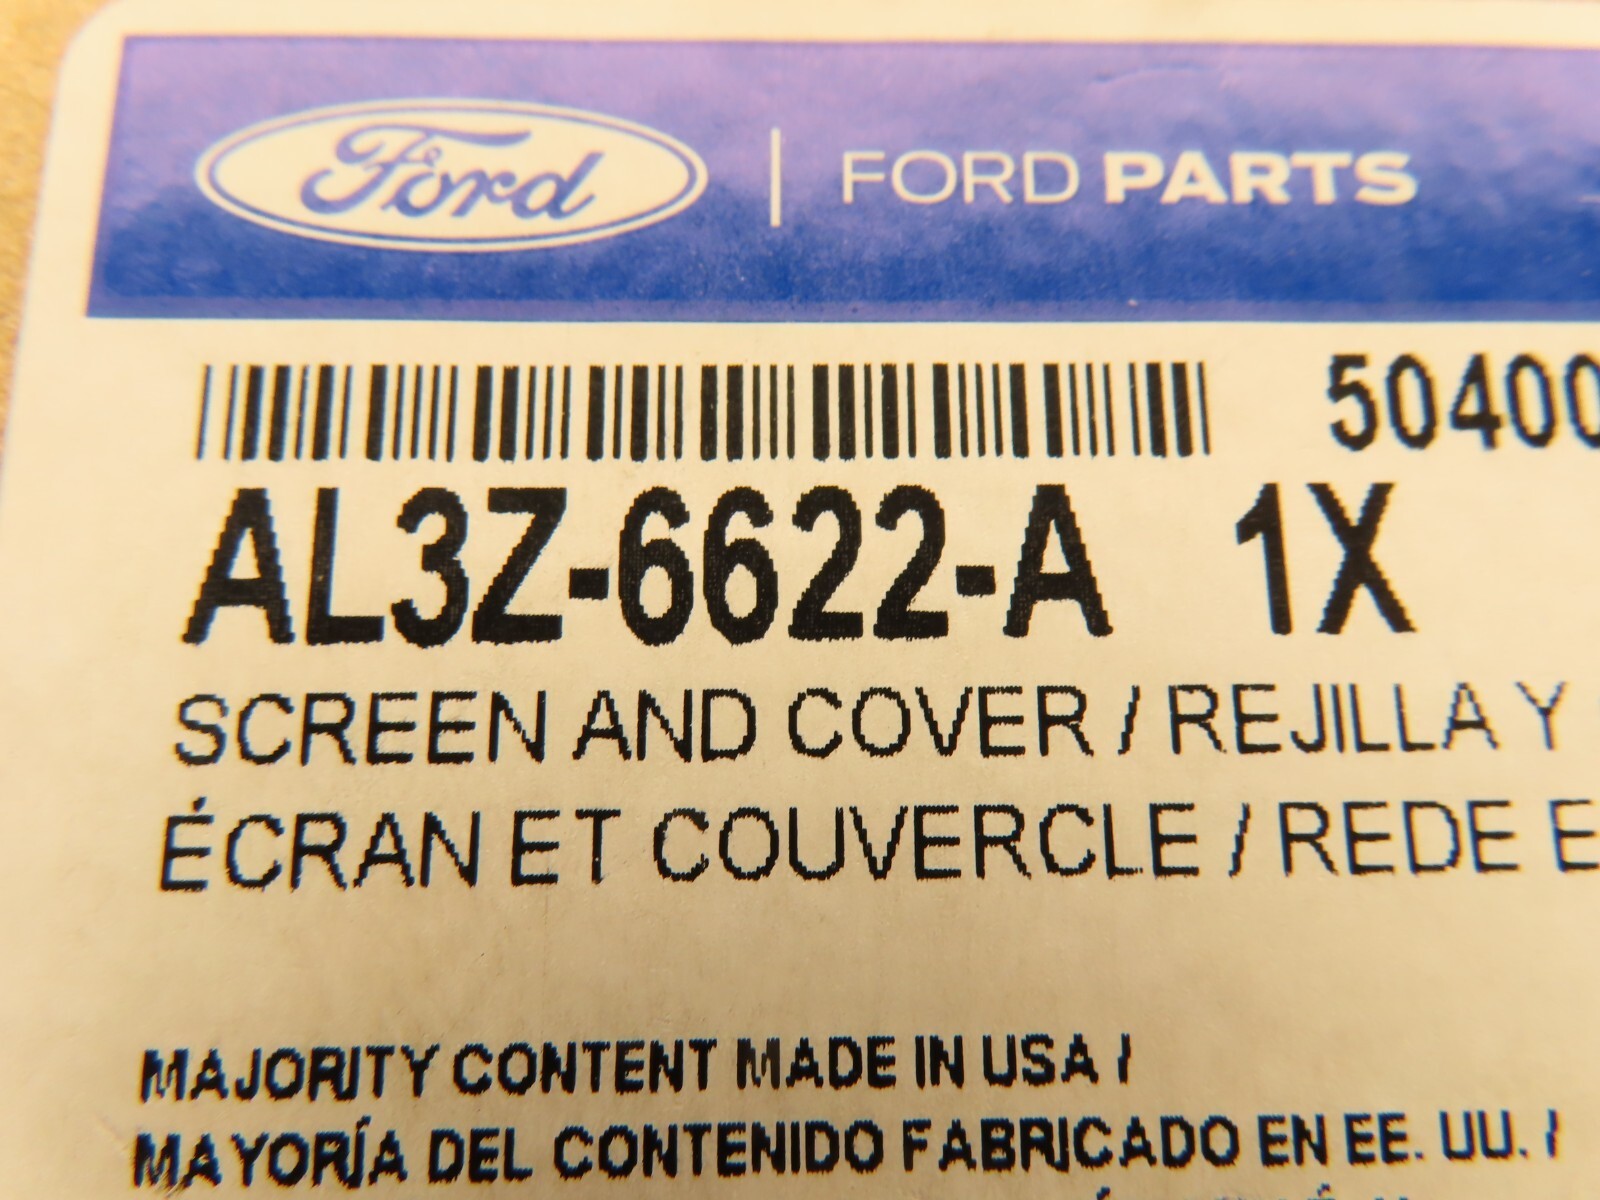 Ford | FORD PARTS
50400
AL3Z-6622-A 1X
SCREEN AND COVER / REJILLA Y
ÉCRAN ET COUVERCLE / REDE E
MAJORITY CONTENT MADE IN USA /
MAYORÍA DEL CONTENIDO FABRICADO EN EE. UU. /